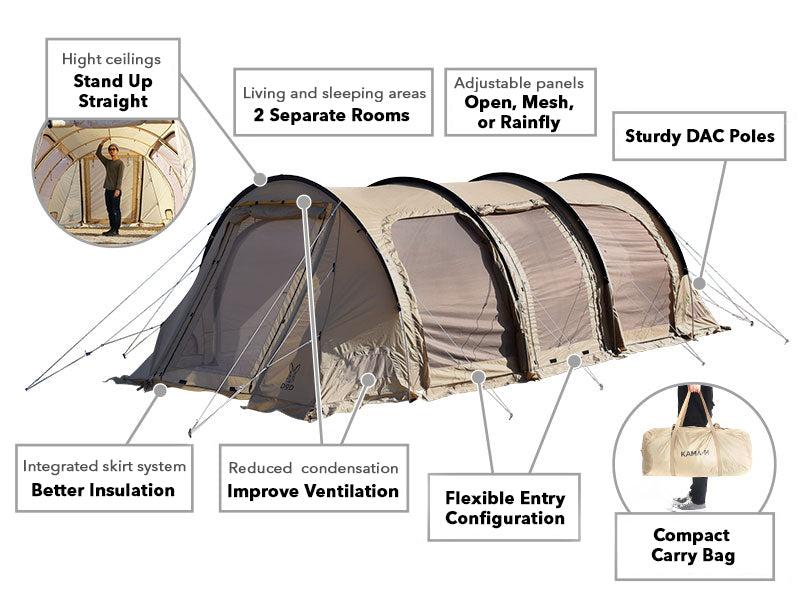 Hight ceilings
Stand Up
Straight
Living and sleeping areas
2 Separate Rooms
Adjustable panels
Open, Mesh,
or Rainfly
Sturdy DAC Poles
DOD
KAMAAN
Integrated skirt system
Better Insulation
Reduced condensation
Improve Ventilation
Flexible Entry
Configuration
Compact
Carry Bag